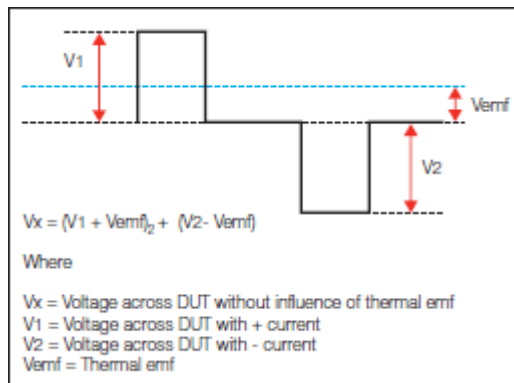 V1
Vemf
V2
Vx = (V1 + Vemf)2 + (V2- Vemf)
Where
Vx = Voltage across DUT without influence of thermal emf
V1 = Voltage across DUT with + current
V2 = Voltage across DUT with - current
Vemf = Thermal emf